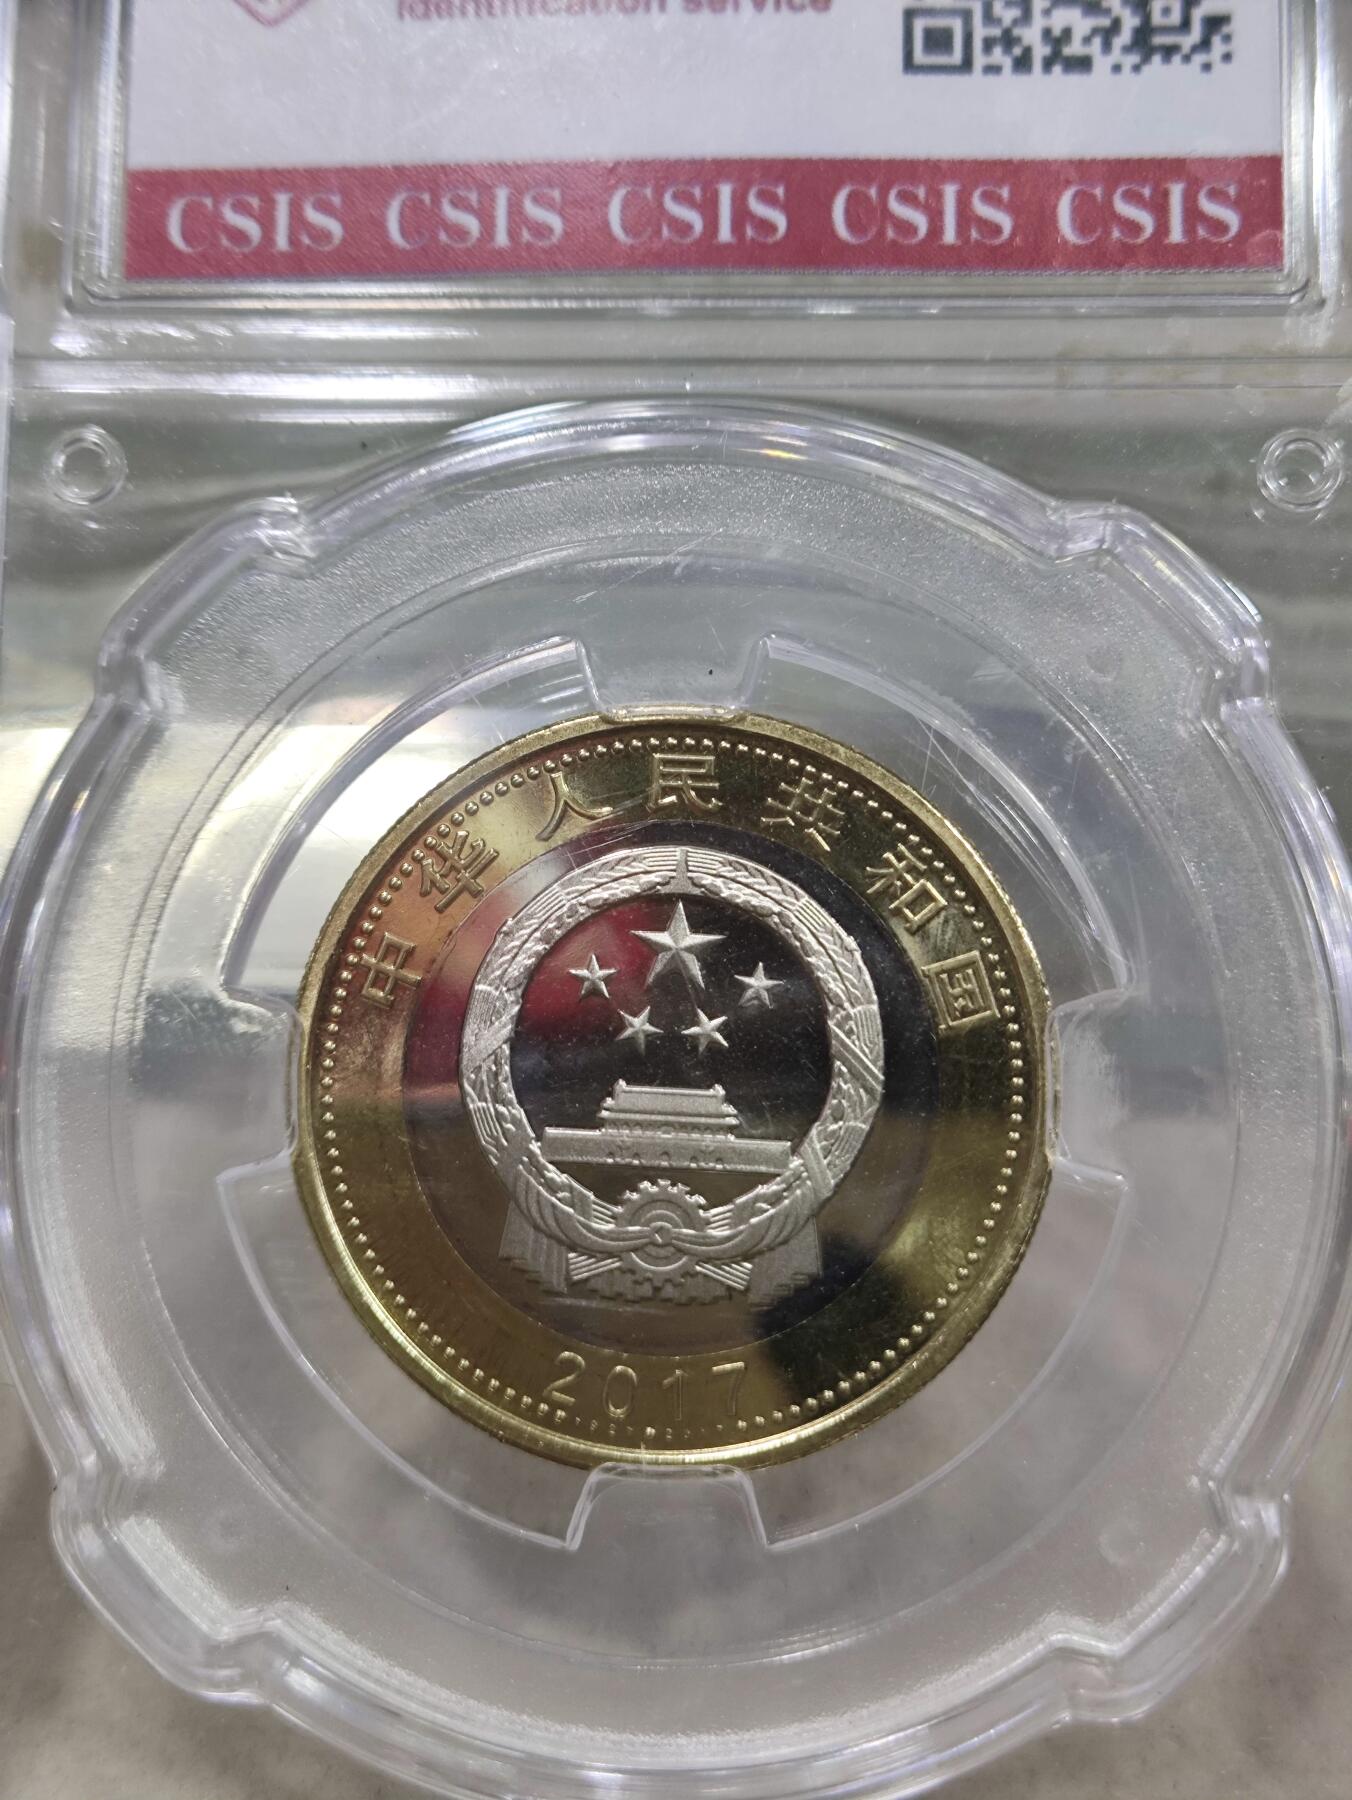 identification service
CSIS CSIS CSIS CSIS CSIS
中华人民共和国
2017